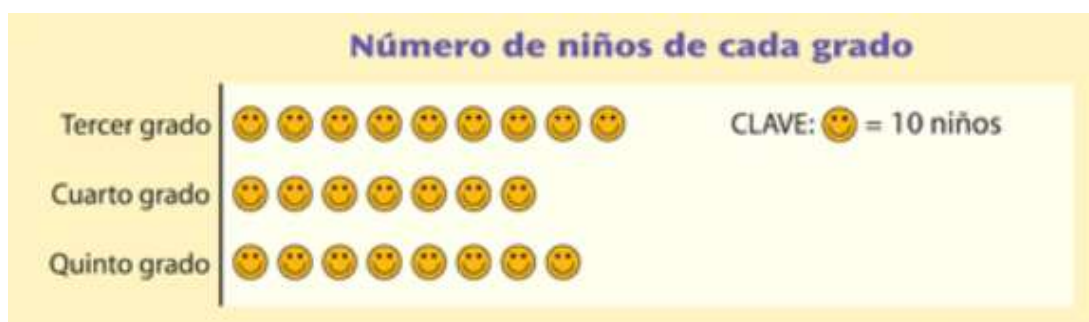 Número de niños de cada grado
Tercer grado
CLAVE: = 10 niños
Cuarto grado
Quinto grado